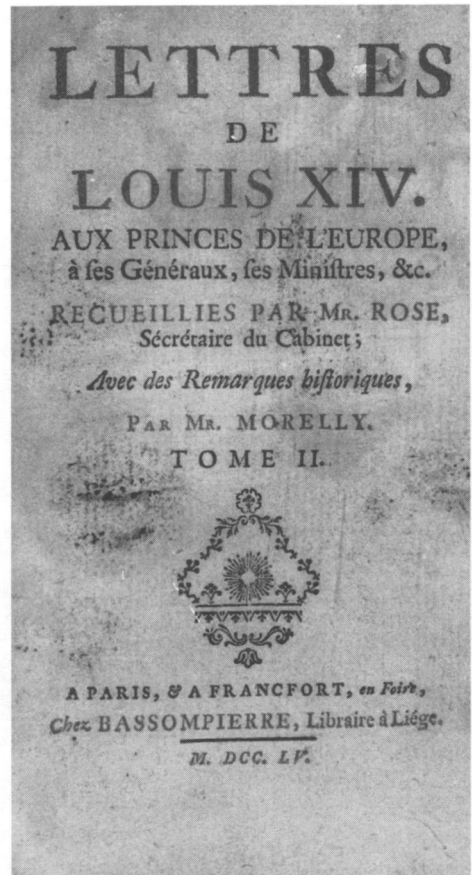 LETTRES
DE
LOUIS XIV.
AUX PRINCES DE L'EUROPE,
à ſes Généraux, ſes Miniſtres, &c.
RECUEILLIES PAR MR. ROSE,
Sécrétaire du Cabinet;
Avec des Remarques hiſtoriques,
PAR MR. MORELLY.
TOME II.
A PARIS, & A FRANCFORT, en Foire,
Chez BASSOMPIERRE, Libraire à Liége.
M. DCC. LV.